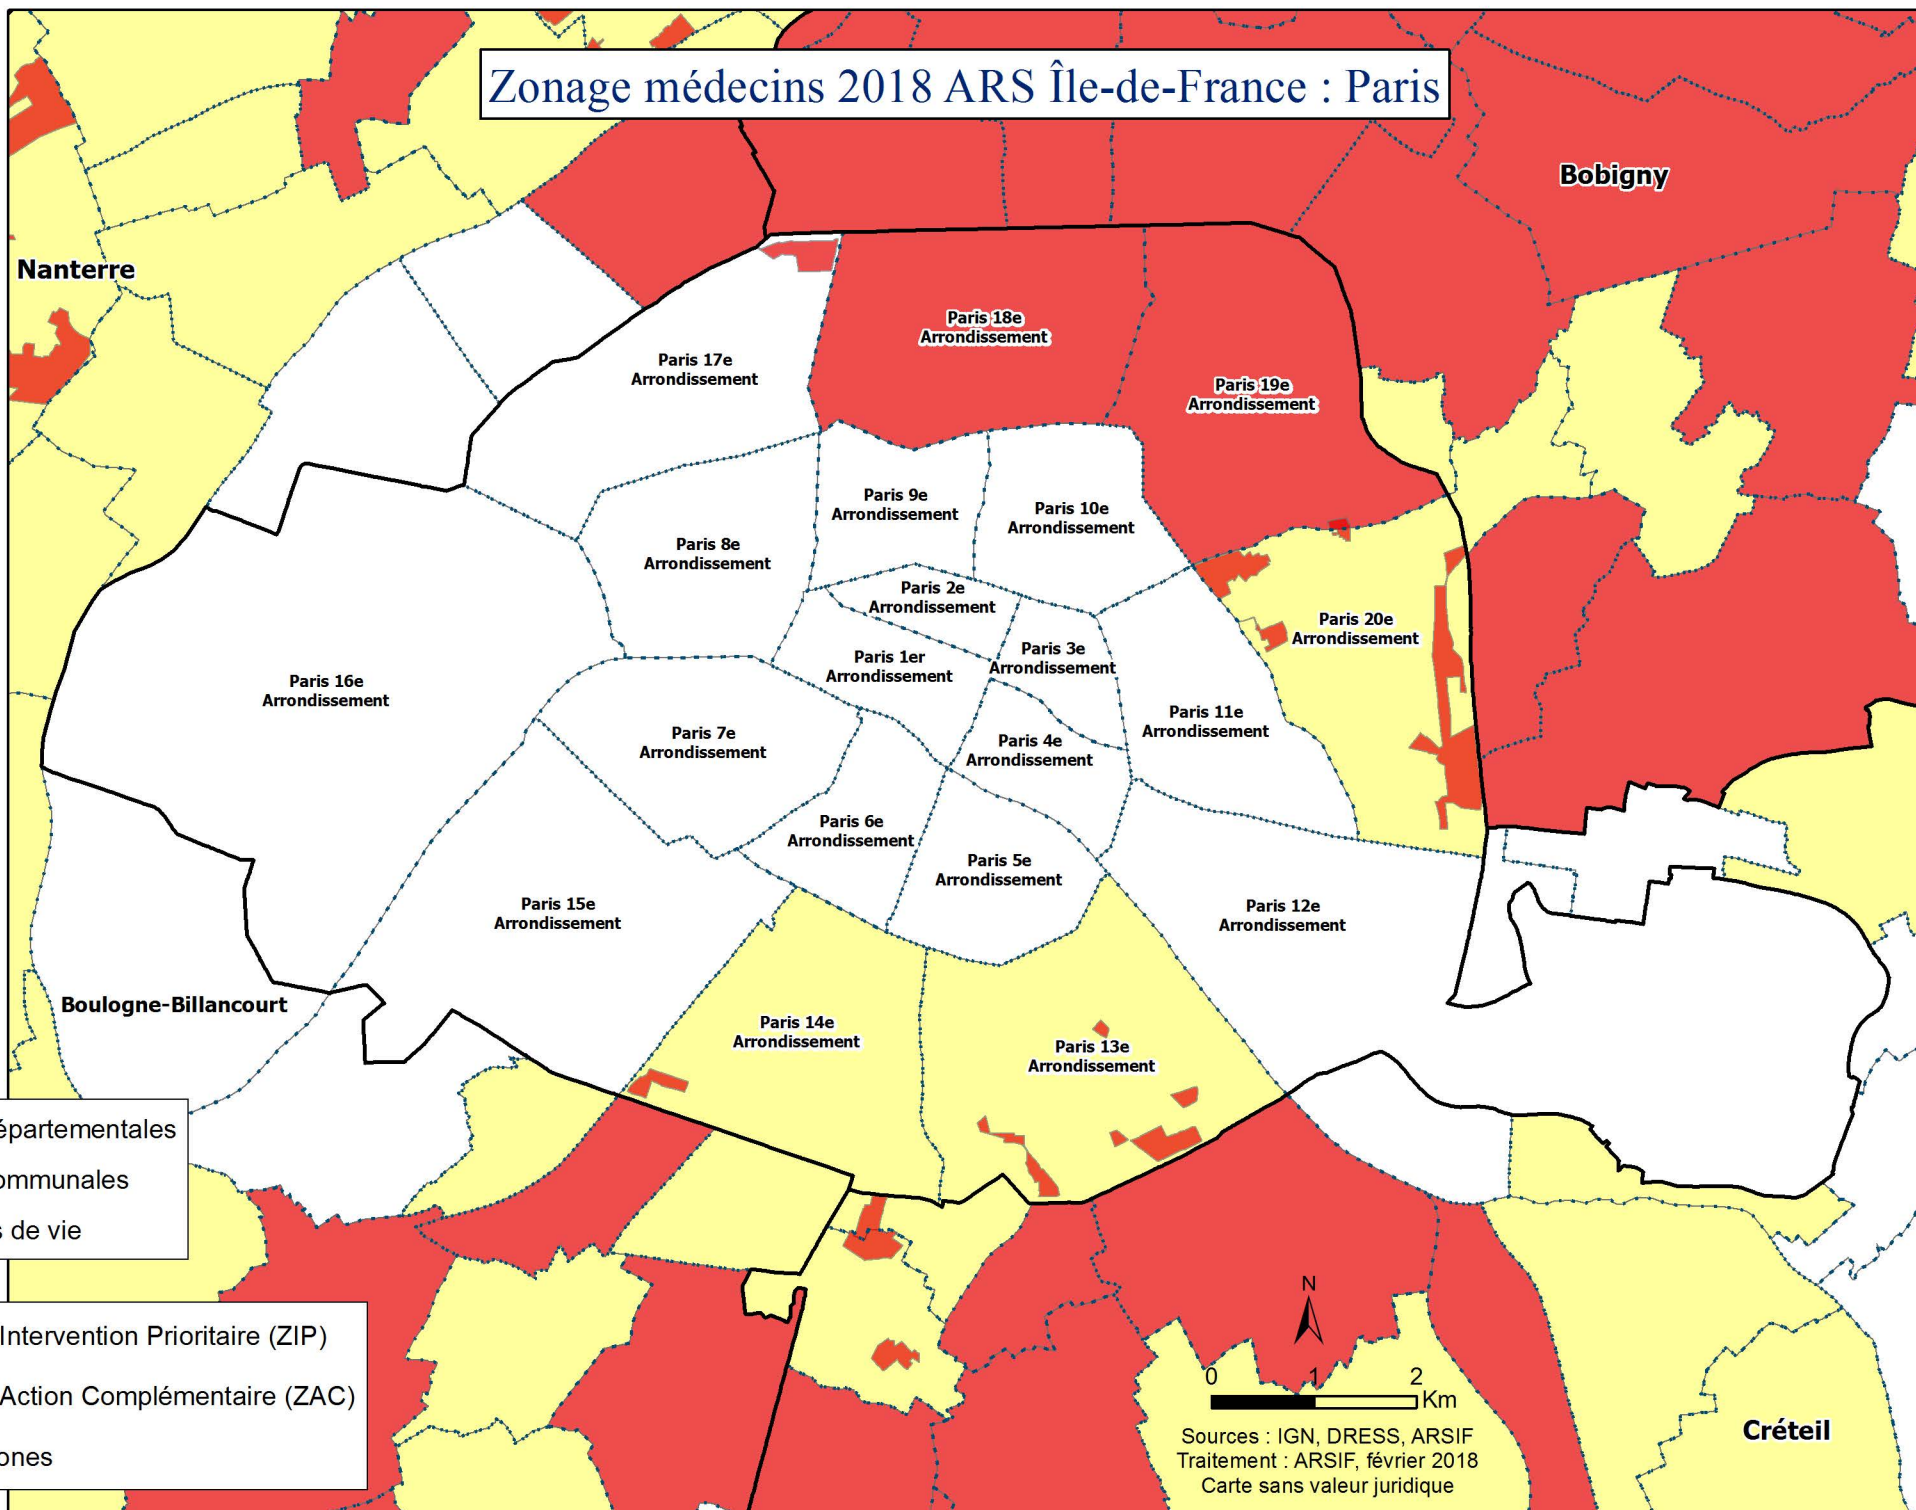 Zonage médecins 2018 ARS Île-de-France : Paris
Bobigny
Nanterre
Paris 18e
Arrondissement
Paris 17e
Arrondissement
Paris 19e
Arrondissement
Paris 9e
Arrondissement
Paris 10e
Arrondissement
Paris 8e
Arrondissement
Paris 2e
Arrondissement
Paris 20e
Arrondissement
Paris 3e
Arrondissement
Paris 1er
Arrondissement
Paris 16e
Arrondissement
Paris 11e
Arrondissement
Paris 7e
Arrondissement
Paris 4e
Arrondissement
Paris 6e
Arrondissement
Paris 5e
Arrondissement
Paris 15e
Arrondissement
Paris 12e
Arrondissement
Boulogne-Billancourt
Paris 14e
Arrondissement
Paris 13e
Arrondissement
épartementales
ommunales
s de vie
Intervention Prioritaire (ZIP)
Action Complémentaire (ZAC)
ones
N
0 1 2
Km
Sources : IGN, DRESS, ARSIF
Traitement : ARSIF, février 2018
Carte sans valeur juridique
Créteil